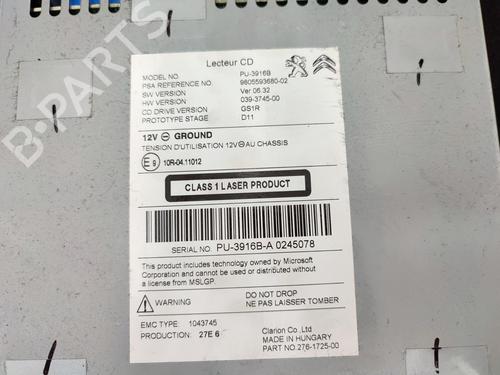 B-PARTS
Lecteur CD
MODEL NO. PU-3916B
PSA REFERENCE NO. 9805593680-02
SW VERSION Ver 06.32
HW VERSION 039-3745-00
CD DRIVE VERSION GS1R
PROTOTYPE STAGE D11
12V ⊖ GROUND
TENSION D'UTILISATION 12V⊖AU CHASSIS
E9 10R-04.11012
CLASS 1 LASER PRODUCT
SERIAL NO. PU-3916B-A 0245078
This product includes technology owned by Microsoft
Corporation and cannot be used or distributed without
a license from MSLGP.
WARNING DO NOT DROP
NE PAS LAISSER TOMBER
EMC TYPE 1043745 Clarion Co.,Ltd
PRODUCTION: 27E 6 MADE IN HUNGARY
PART NO.276-1725-00